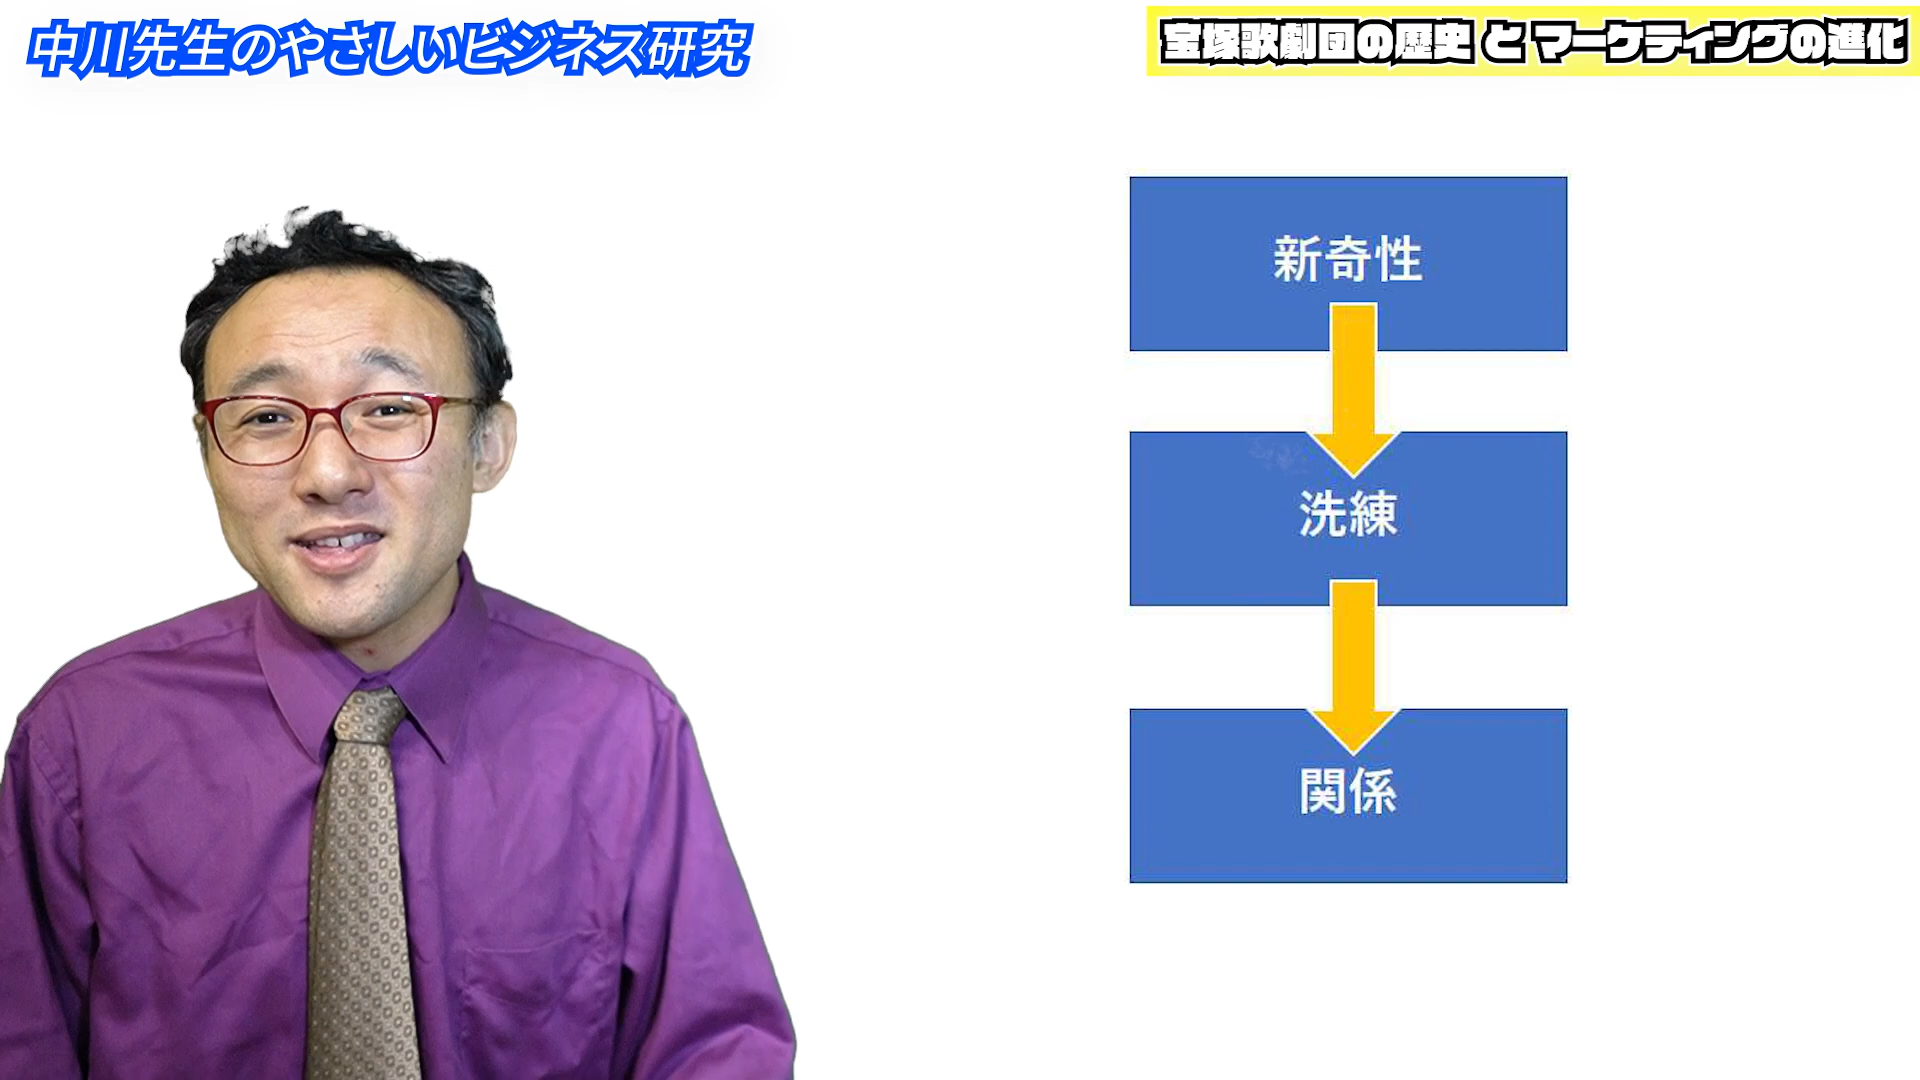 中川先生のやさしいビジネス研究
宝塚歌劇団の歴史 と マーケティングの進化
新奇性
洗練
関係